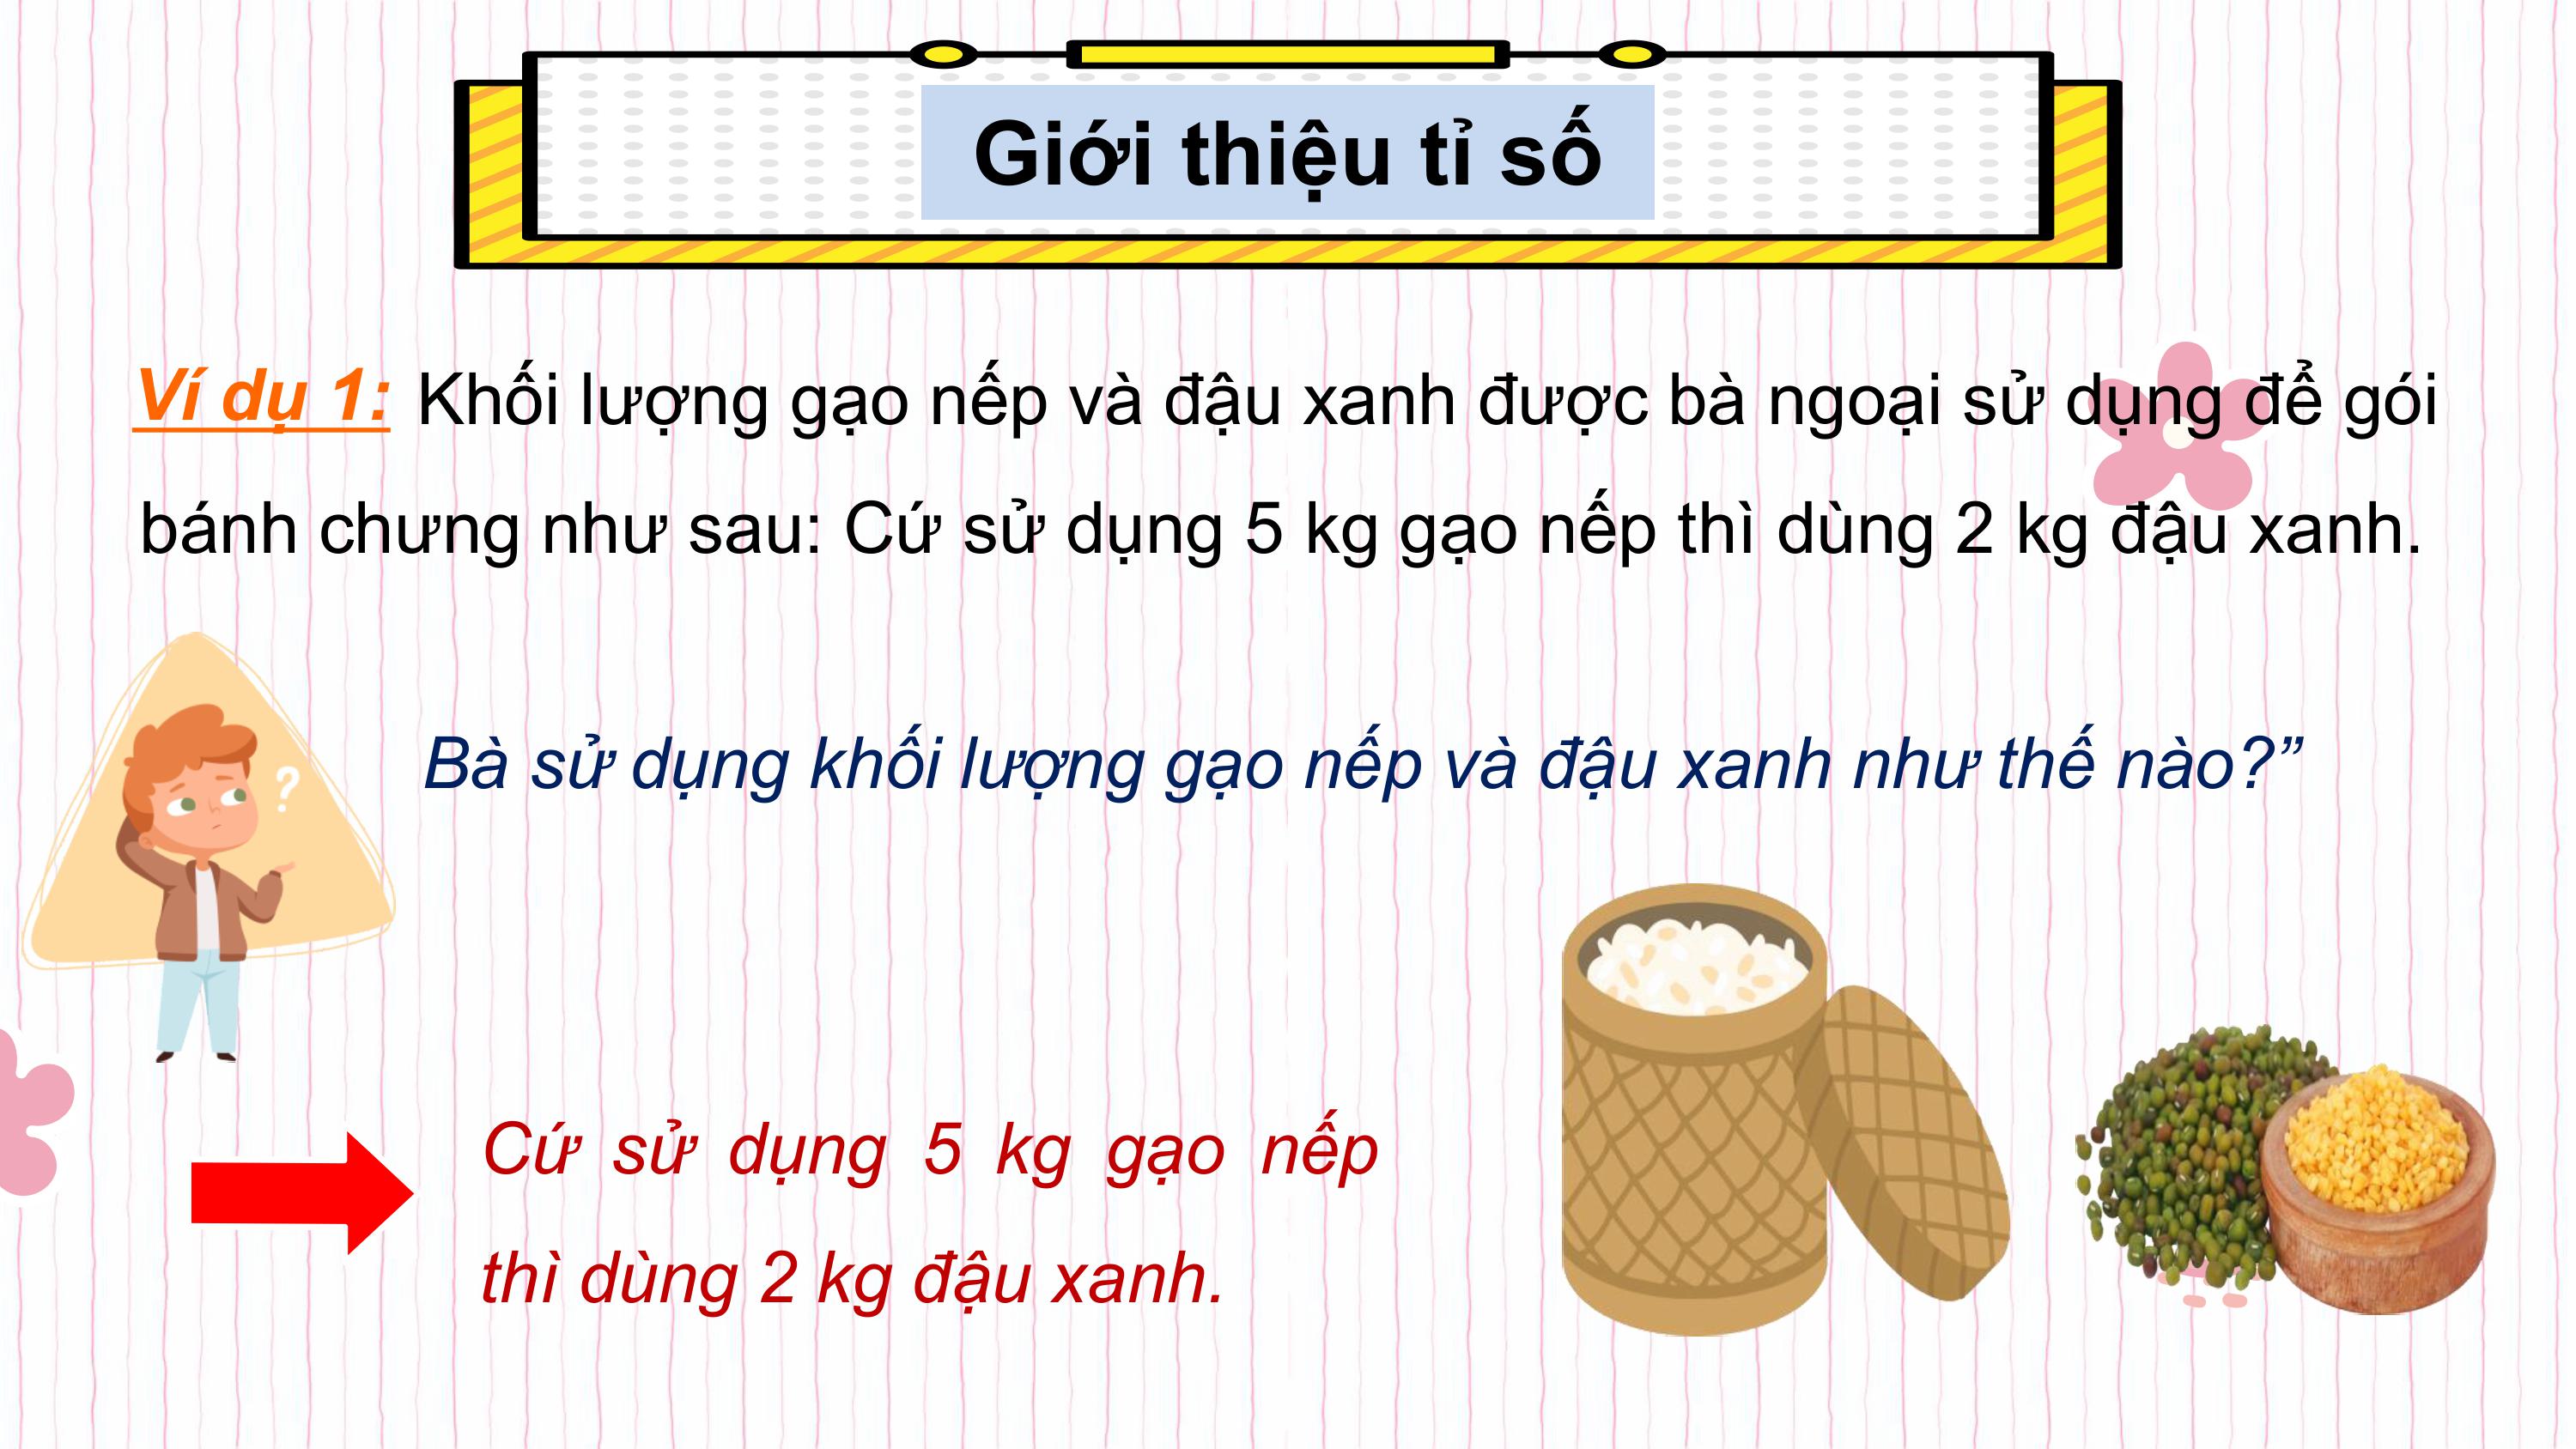 Giới thiệu tỉ số
Ví dụ 1: Khối lượng gạo nếp và đậu xanh được bà ngoại sử dụng để gói
bánh chưng như sau: Cứ sử dụng 5 kg gạo nếp thì dùng 2 kg đậu xanh.
?
Bà sử dụng khối lượng gạo nếp và đậu xanh như thế nào?”
Cứ sử dụng 5 kg gạo nếp
thì dùng 2 kg đậu xanh.